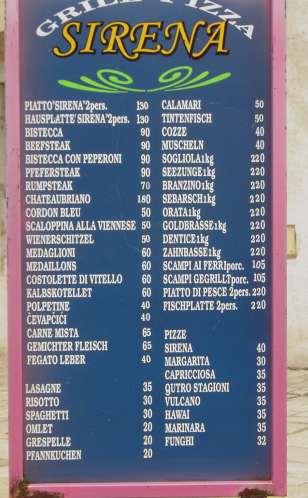 GRILL PIZZA
SIRENA
PIATTO"SIRENA"2pers. 130
HAUSPLATTE"SIRENA"2pers. 130
BISTECCA 90
BEEFSTEAK 90
BISTECCA CON PEPERONI 90
PFEFERSTEAK 90
RUMPSTEAK 70
CHATEAUBRIANO 180
CORDON BLEU 50
SCALOPPINA ALLA VIENNESE 50
WIENERSCHITZEL 50
MEDAGLIONI 60
MEDAILLONS 60
COSTOLETTE DI VITELLO 60
KALBSKOTELLET 60
POLPETINE 40
ČEVAPČIĆI 40
CARNE MISTA 65
GEMICHTER FLEISCH 65
FEGATO LEBER 40
LASAGNE 35
RISOTTO 30
SPAGHETTI 30
OMLET 20
GRESPELLE 20
PFANNKUCHEN 20
CALAMARI 50
TINTENFISCH 50
COZZE 40
MUSCHELN 40
SOGLIOLA1kg 220
SEEZUNGE1kg 220
BRANZINO1kg 220
SEBARSCH1kg 220
ORATA1kg 220
GOLDBRASSE1kg 220
DENTICE1kg 220
ZAHNBASSE1kg 220
SCAMPI AI FERRIporc. 105
SCAMPI GEGRILLTporc. 105
PIATTO DI PESCE 2pers. 220
FISCHPLATTE 2pers. 220
PIZZE
SIRENA 40
MARGARITA 30
CAPRICCIOSA 35
QUTRO STAGIONI 35
VULCANO 35
HAWAI 35
MARINARA 35
FUNGHI 32